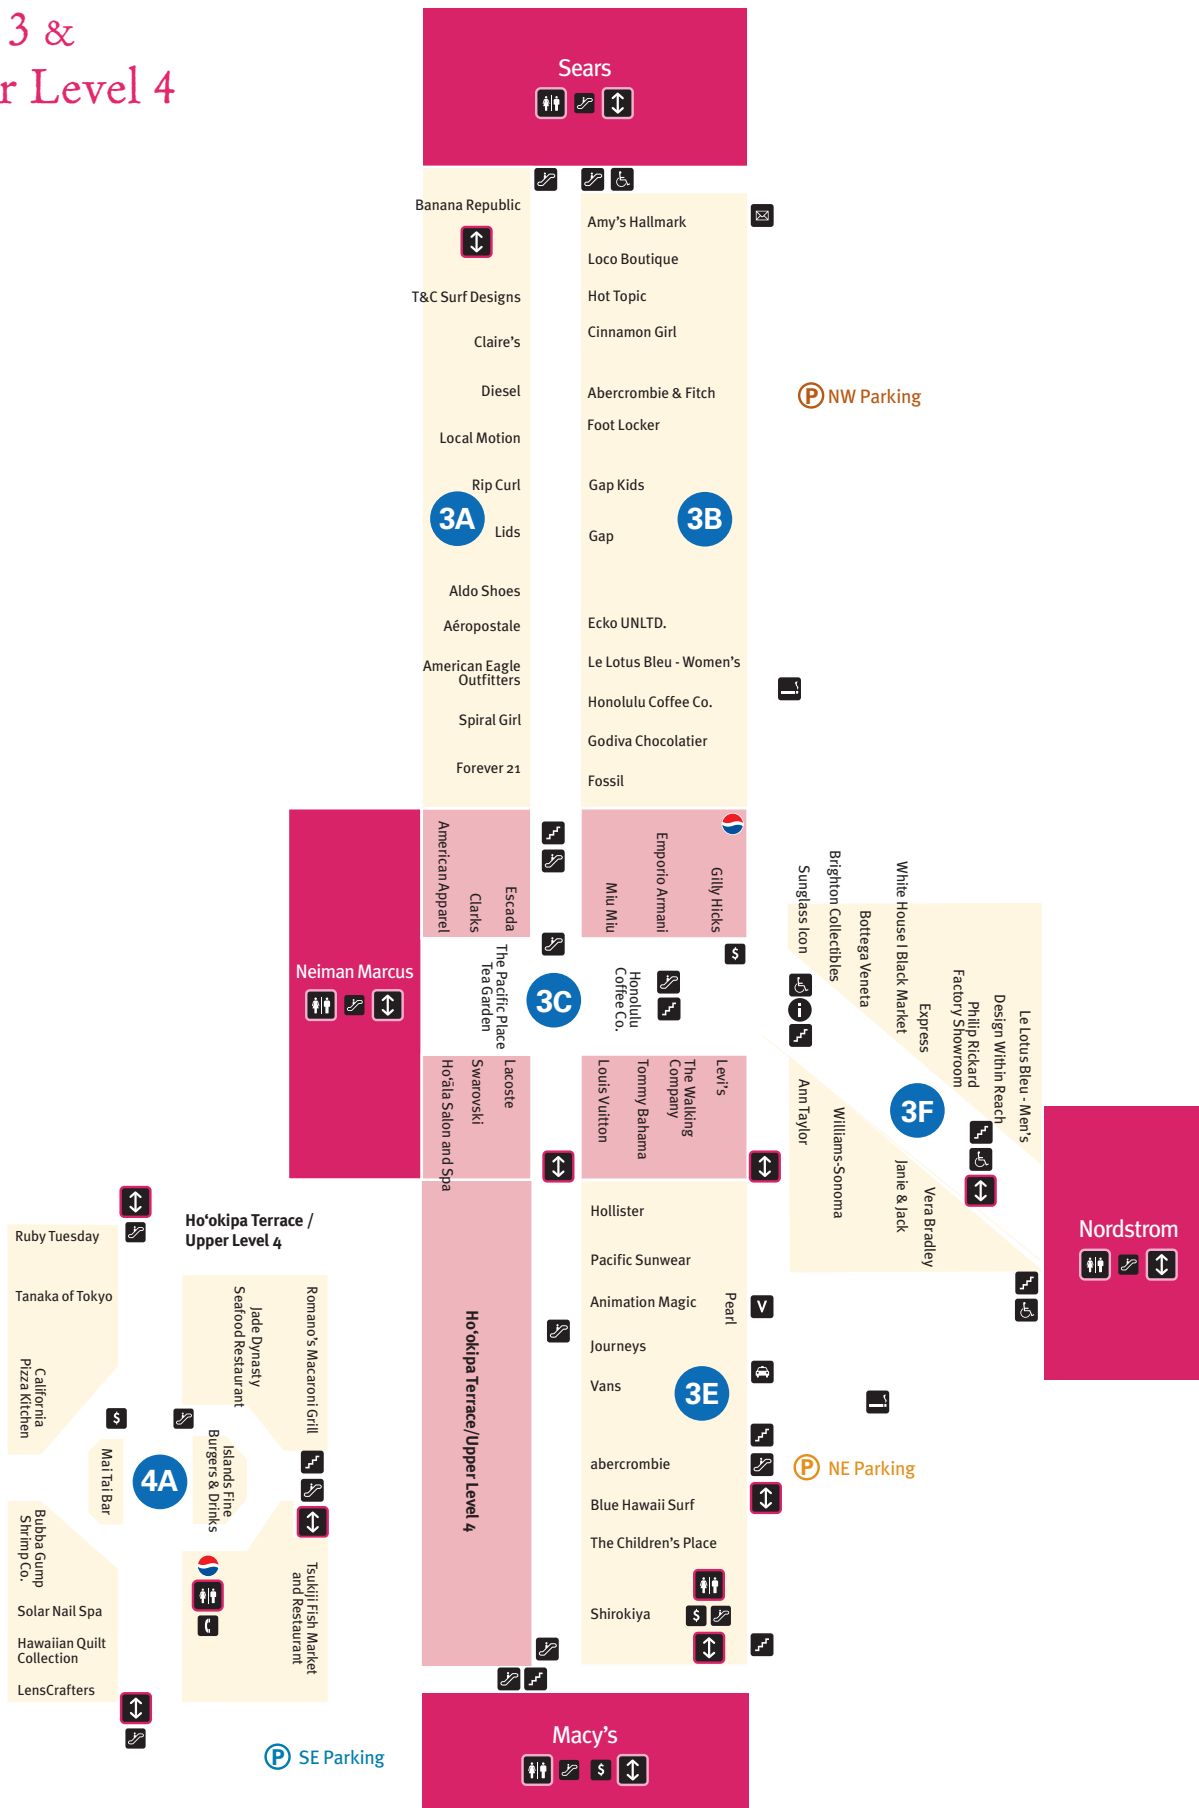 3 &
r Level 4
Sears
Banana Republic
T&C Surf Designs
Claire's
Diesel
Local Motion
Rip Curl
3A
Lids
Aldo Shoes
Aéropostale
American Eagle
Outfitters
Spiral Girl
Forever 21
Amy's Hallmark
Loco Boutique
Hot Topic
Cinnamon Girl
Abercrombie & Fitch
Foot Locker
Gap Kids
3B
Gap
Ecko UNLTD.
Le Lotus Bleu - Women's
Honolulu Coffee Co.
Godiva Chocolatier
Fossil
P NW Parking
Neiman Marcus
American Apparel
Clarks
Escada
Miu Miu
Emporio Armani
Gilly Hicks
$
The Pacific Place
Tea Garden
3C
Honolulu
Coffee Co.
Ho'āla Salon and Spa
Swarovski
Lacoste
Louis Vuitton
Tommy Bahama
The Walking
Company
Levi's
Sunglass Icon
Brighton Collectibles
Bottega Veneta
White House I Black Market
Express
Factory Showroom
Philip Rickard
Design Within Reach
Le Lotus Bleu - Men's
i
3F
Ann Taylor
Williams-Sonoma
Janie & Jack
Vera Bradley
Nordstrom
Ho'okipa Terrace /
Upper Level 4
Ruby Tuesday
Tanaka of Tokyo
California
Pizza Kitchen
Jade Dynasty
Seafood Restaurant
Romano's Macaroni Grill
$
Mai Tai Bar
4A
Islands Fine
Burgers & Drinks
Bubba Gump
Shrimp Co.
Solar Nail Spa
Hawaiian Quilt
Collection
LensCrafters
Tsukiji Fish Market
and Restaurant
Ho'okipa Terrace/Upper Level 4
Hollister
Pacific Sunwear
Animation Magic
Pearl
V
Journeys
Vans
3E
abercrombie
Blue Hawaii Surf
The Children's Place
Shirokiya
$
P NE Parking
P SE Parking
Macy's
$